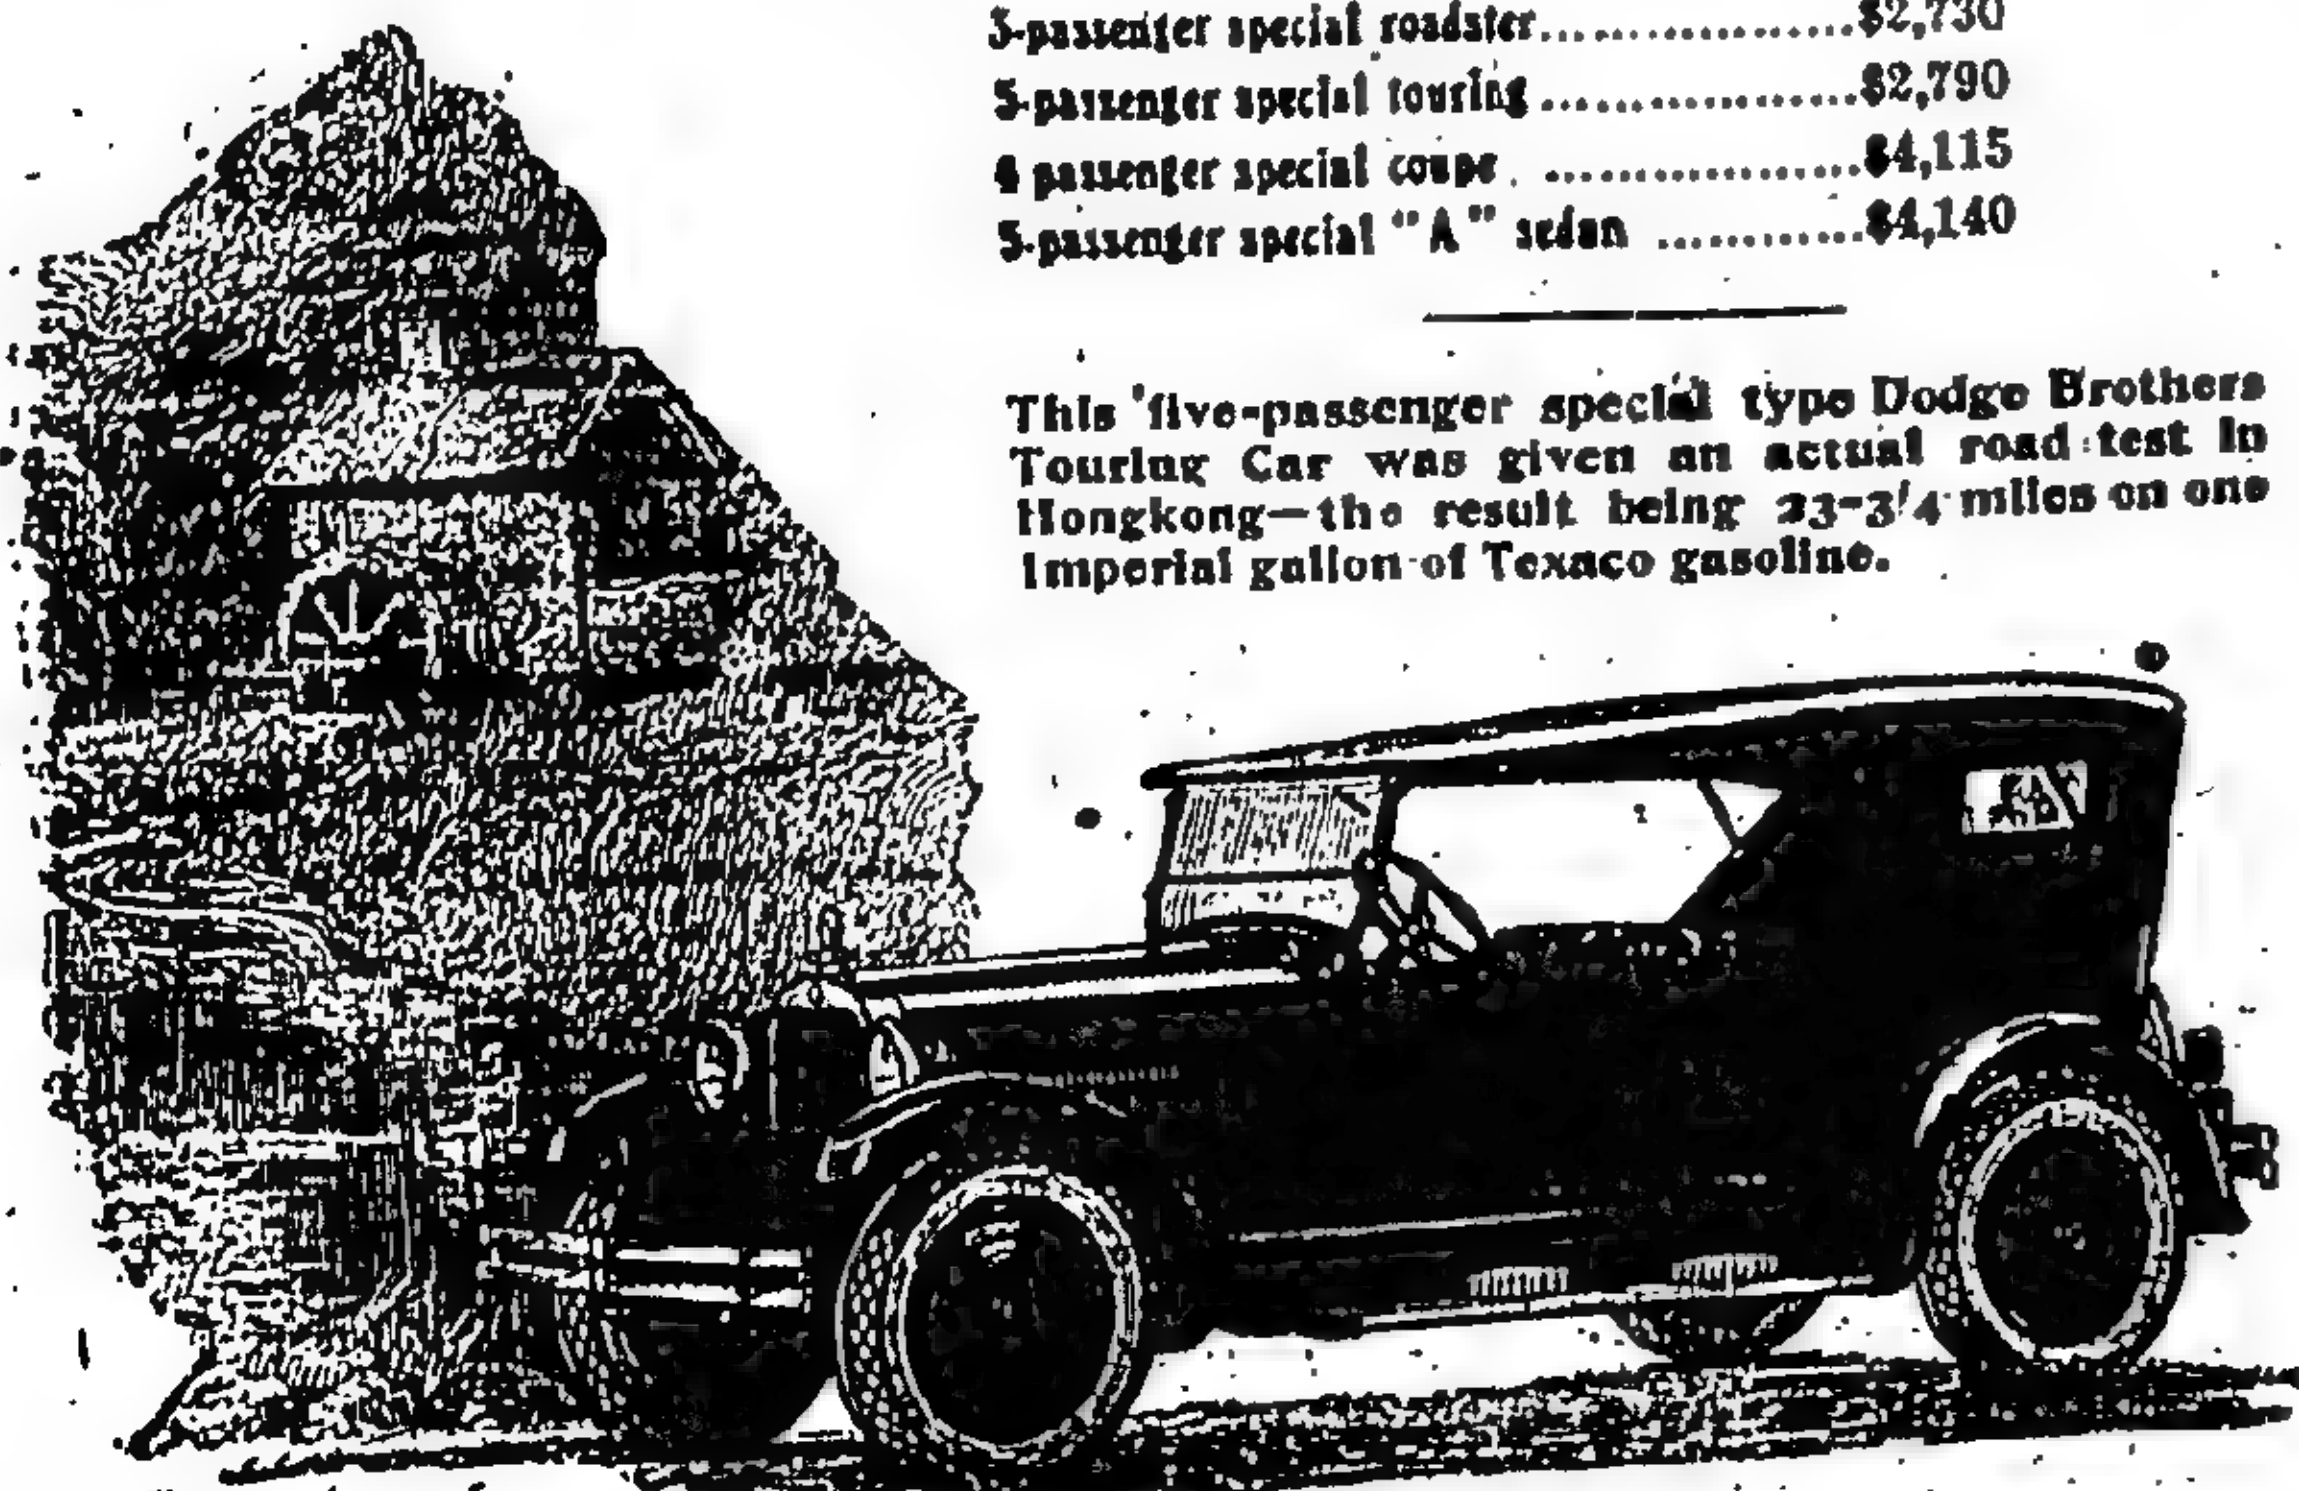 3-passenger special roadster..................$2,730
5-passenger special touring..................$2,790
4 passenger special coupe. ..................$4,115
5-passenger special "A" sedan ............$4,140
This five-passenger special type Dodge Brothers
Touring Car was given an actual road test in
Hongkong—the result being 23-3/4 miles on one
Imperial gallon of Texaco gasoline.